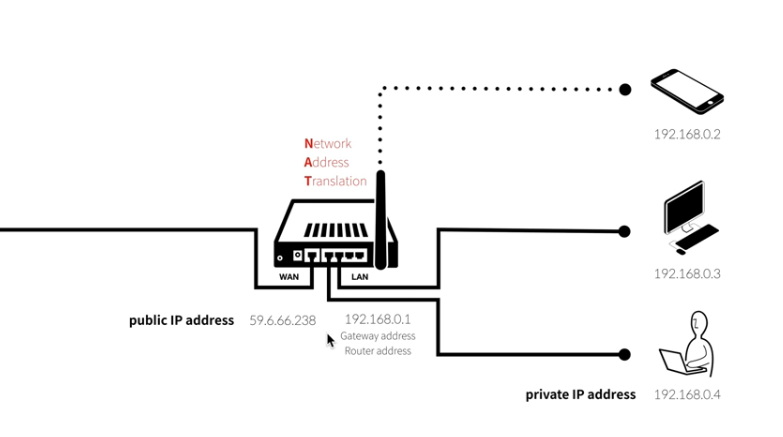 192.168.0.2
Network
Address
Translation
192.168.0.3
WAN
LAN
public IP address 59.6.66.238
192.168.0.1
Gateway address
Router address
private IP address 192.168.0.4